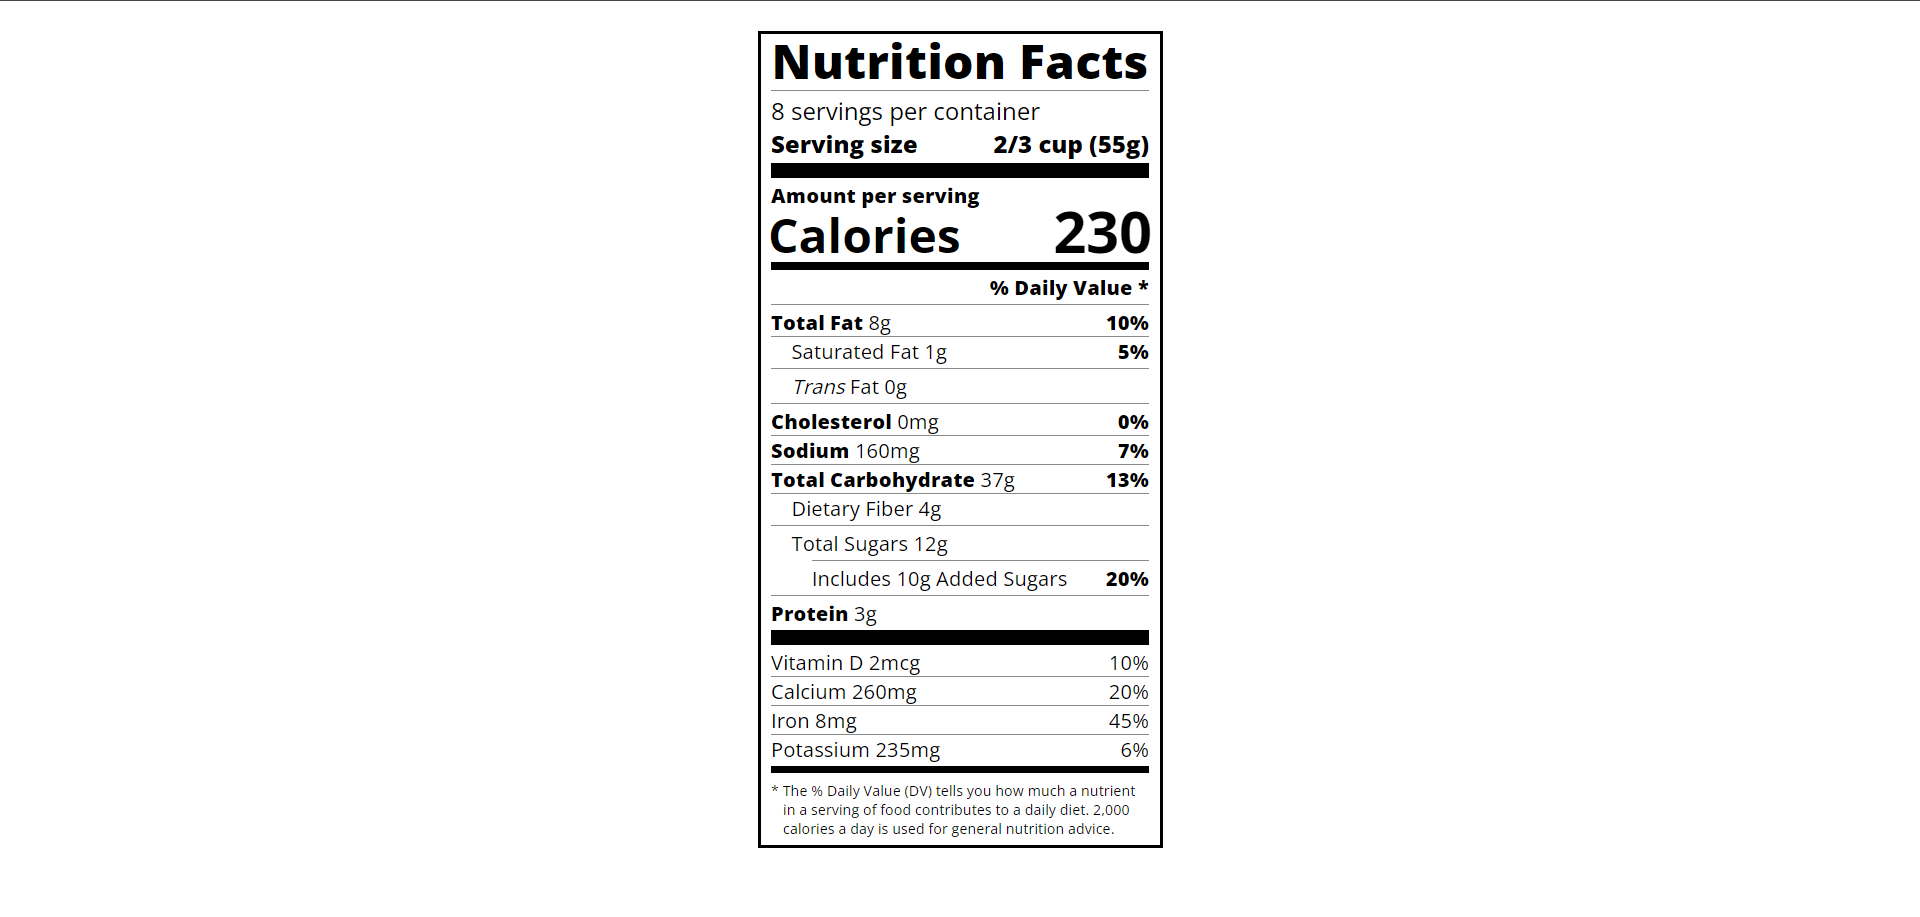 Nutrition Facts
8 servings per container
Serving size 2/3 cup (55g)
Amount per serving
Calories 230
% Daily Value *
Total Fat 8g 10%
Saturated Fat 1g 5%
Trans Fat 0g
Cholesterol 0mg 0%
Sodium 160mg 7%
Total Carbohydrate 37g 13%
Dietary Fiber 4g
Total Sugars 12g
Includes 10g Added Sugars 20%
Protein 3g
Vitamin D 2mcg 10%
Calcium 260mg 20%
Iron 8mg 45%
Potassium 235mg 6%
* The % Daily Value (DV) tells you how much a nutrient
in a serving of food contributes to a daily diet. 2,000
calories a day is used for general nutrition advice.